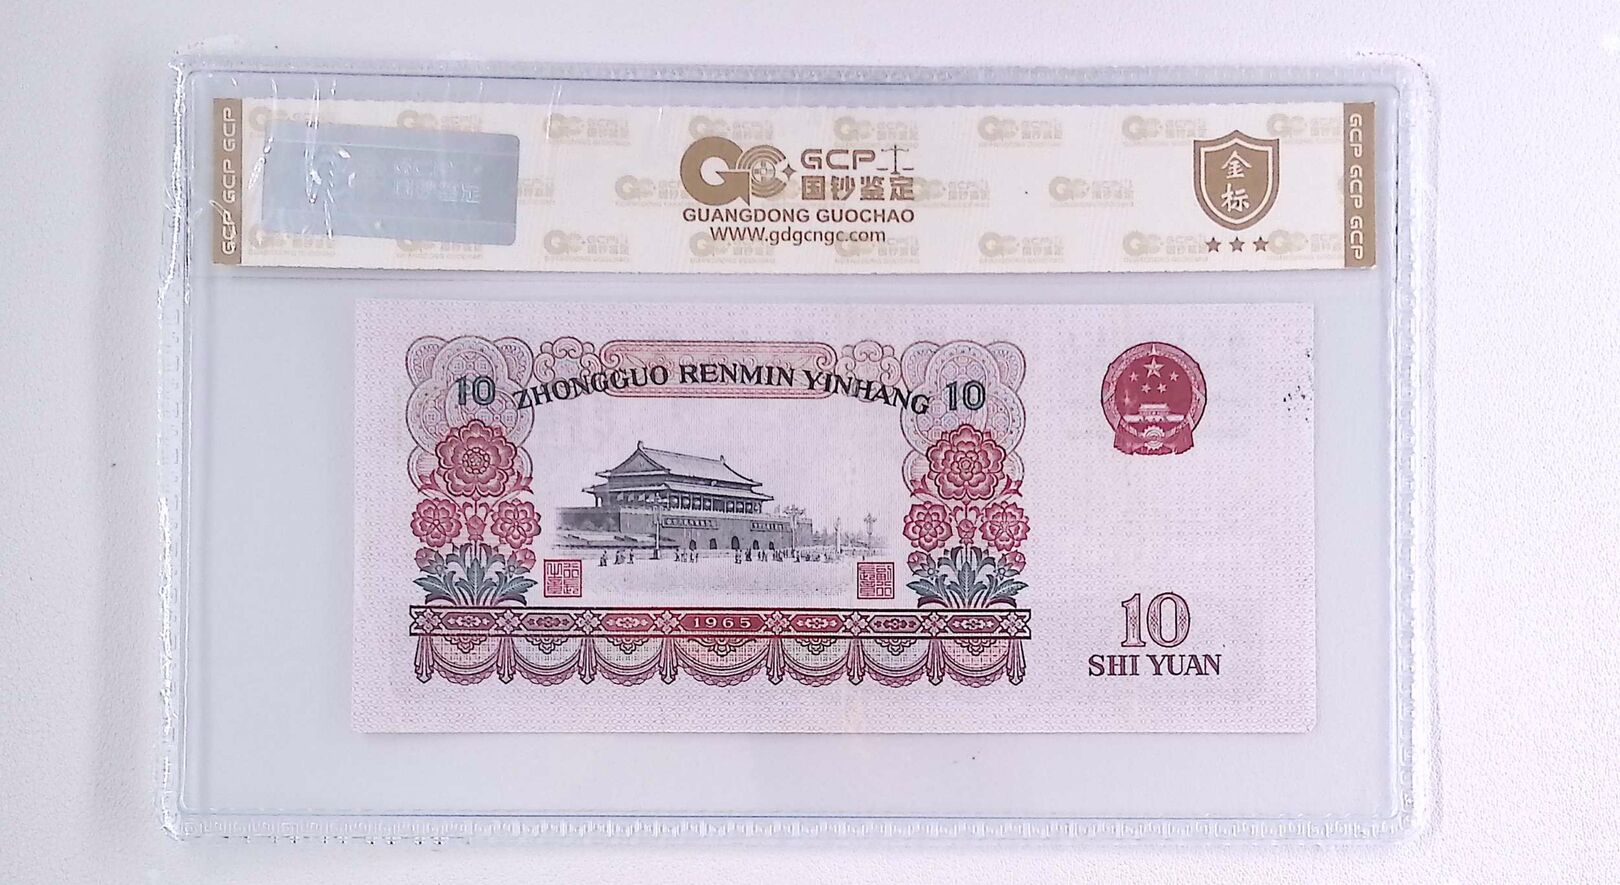 GCP
国钞鉴定
GUANGDONG GUOCHAO
WWW.gdgcngc.com
金标
GCP GCP GCP
GCP GCP GCP
10 ZHONGGUO RENMIN YINHANG 10
1965
10
SHI YUAN